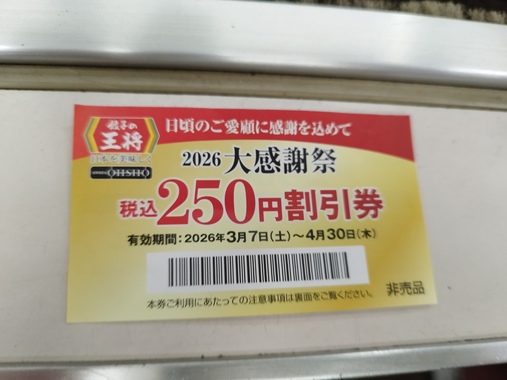 日頃のご愛顧に感謝を込めて
餃子の
王将
日本を美味しく
OHSHO
2026 大感謝祭
税込250円割引券
有効期間:2026年3月7日(土)~4月30日(木)
本券ご利用にあたっての注意事項は裏面をご覧ください。
非売品